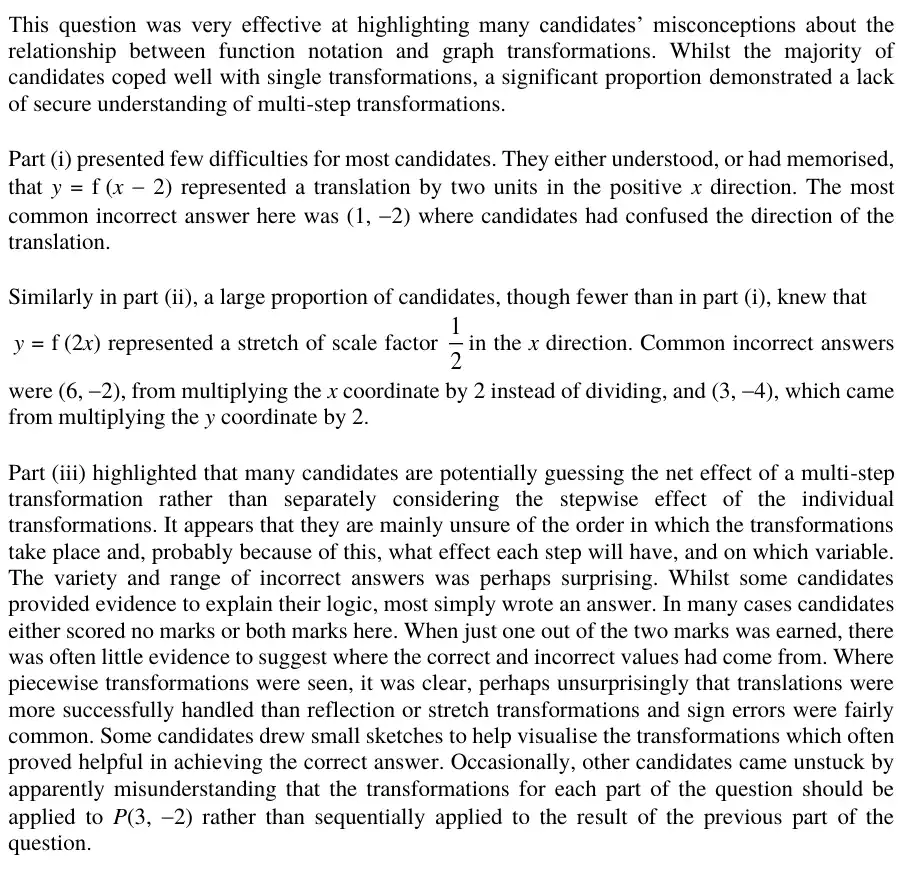 This question was very effective at highlighting many candidates’ misconceptions about the
relationship between function notation and graph transformations. Whilst the majority of
candidates coped well with single transformations, a significant proportion demonstrated a lack
of secure understanding of multi-step transformations.
Part (i) presented few difficulties for most candidates. They either understood, or had memorised,
that y = f (x − 2) represented a translation by two units in the positive x direction. The most
common incorrect answer here was (1, −2) where candidates had confused the direction of the
translation.
Similarly in part (ii), a large proportion of candidates, though fewer than in part (i), knew that
y = f (2x) represented a stretch of scale factor 1/2 in the x direction. Common incorrect answers
were (6, −2), from multiplying the x coordinate by 2 instead of dividing, and (3, −4), which came
from multiplying the y coordinate by 2.
Part (iii) highlighted that many candidates are potentially guessing the net effect of a multi-step
transformation rather than separately considering the stepwise effect of the individual
transformations. It appears that they are mainly unsure of the order in which the transformations
take place and, probably because of this, what effect each step will have, and on which variable.
The variety and range of incorrect answers was perhaps surprising. Whilst some candidates
provided evidence to explain their logic, most simply wrote an answer. In many cases candidates
either scored no marks or both marks here. When just one out of the two marks was earned, there
was often little evidence to suggest where the correct and incorrect values had come from. Where
piecewise transformations were seen, it was clear, perhaps unsurprisingly that translations were
more successfully handled than reflection or stretch transformations and sign errors were fairly
common. Some candidates drew small sketches to help visualise the transformations which often
proved helpful in achieving the correct answer. Occasionally, other candidates came unstuck by
apparently misunderstanding that the transformations for each part of the question should be
applied to P(3, −2) rather than sequentially applied to the result of the previous part of the
question.